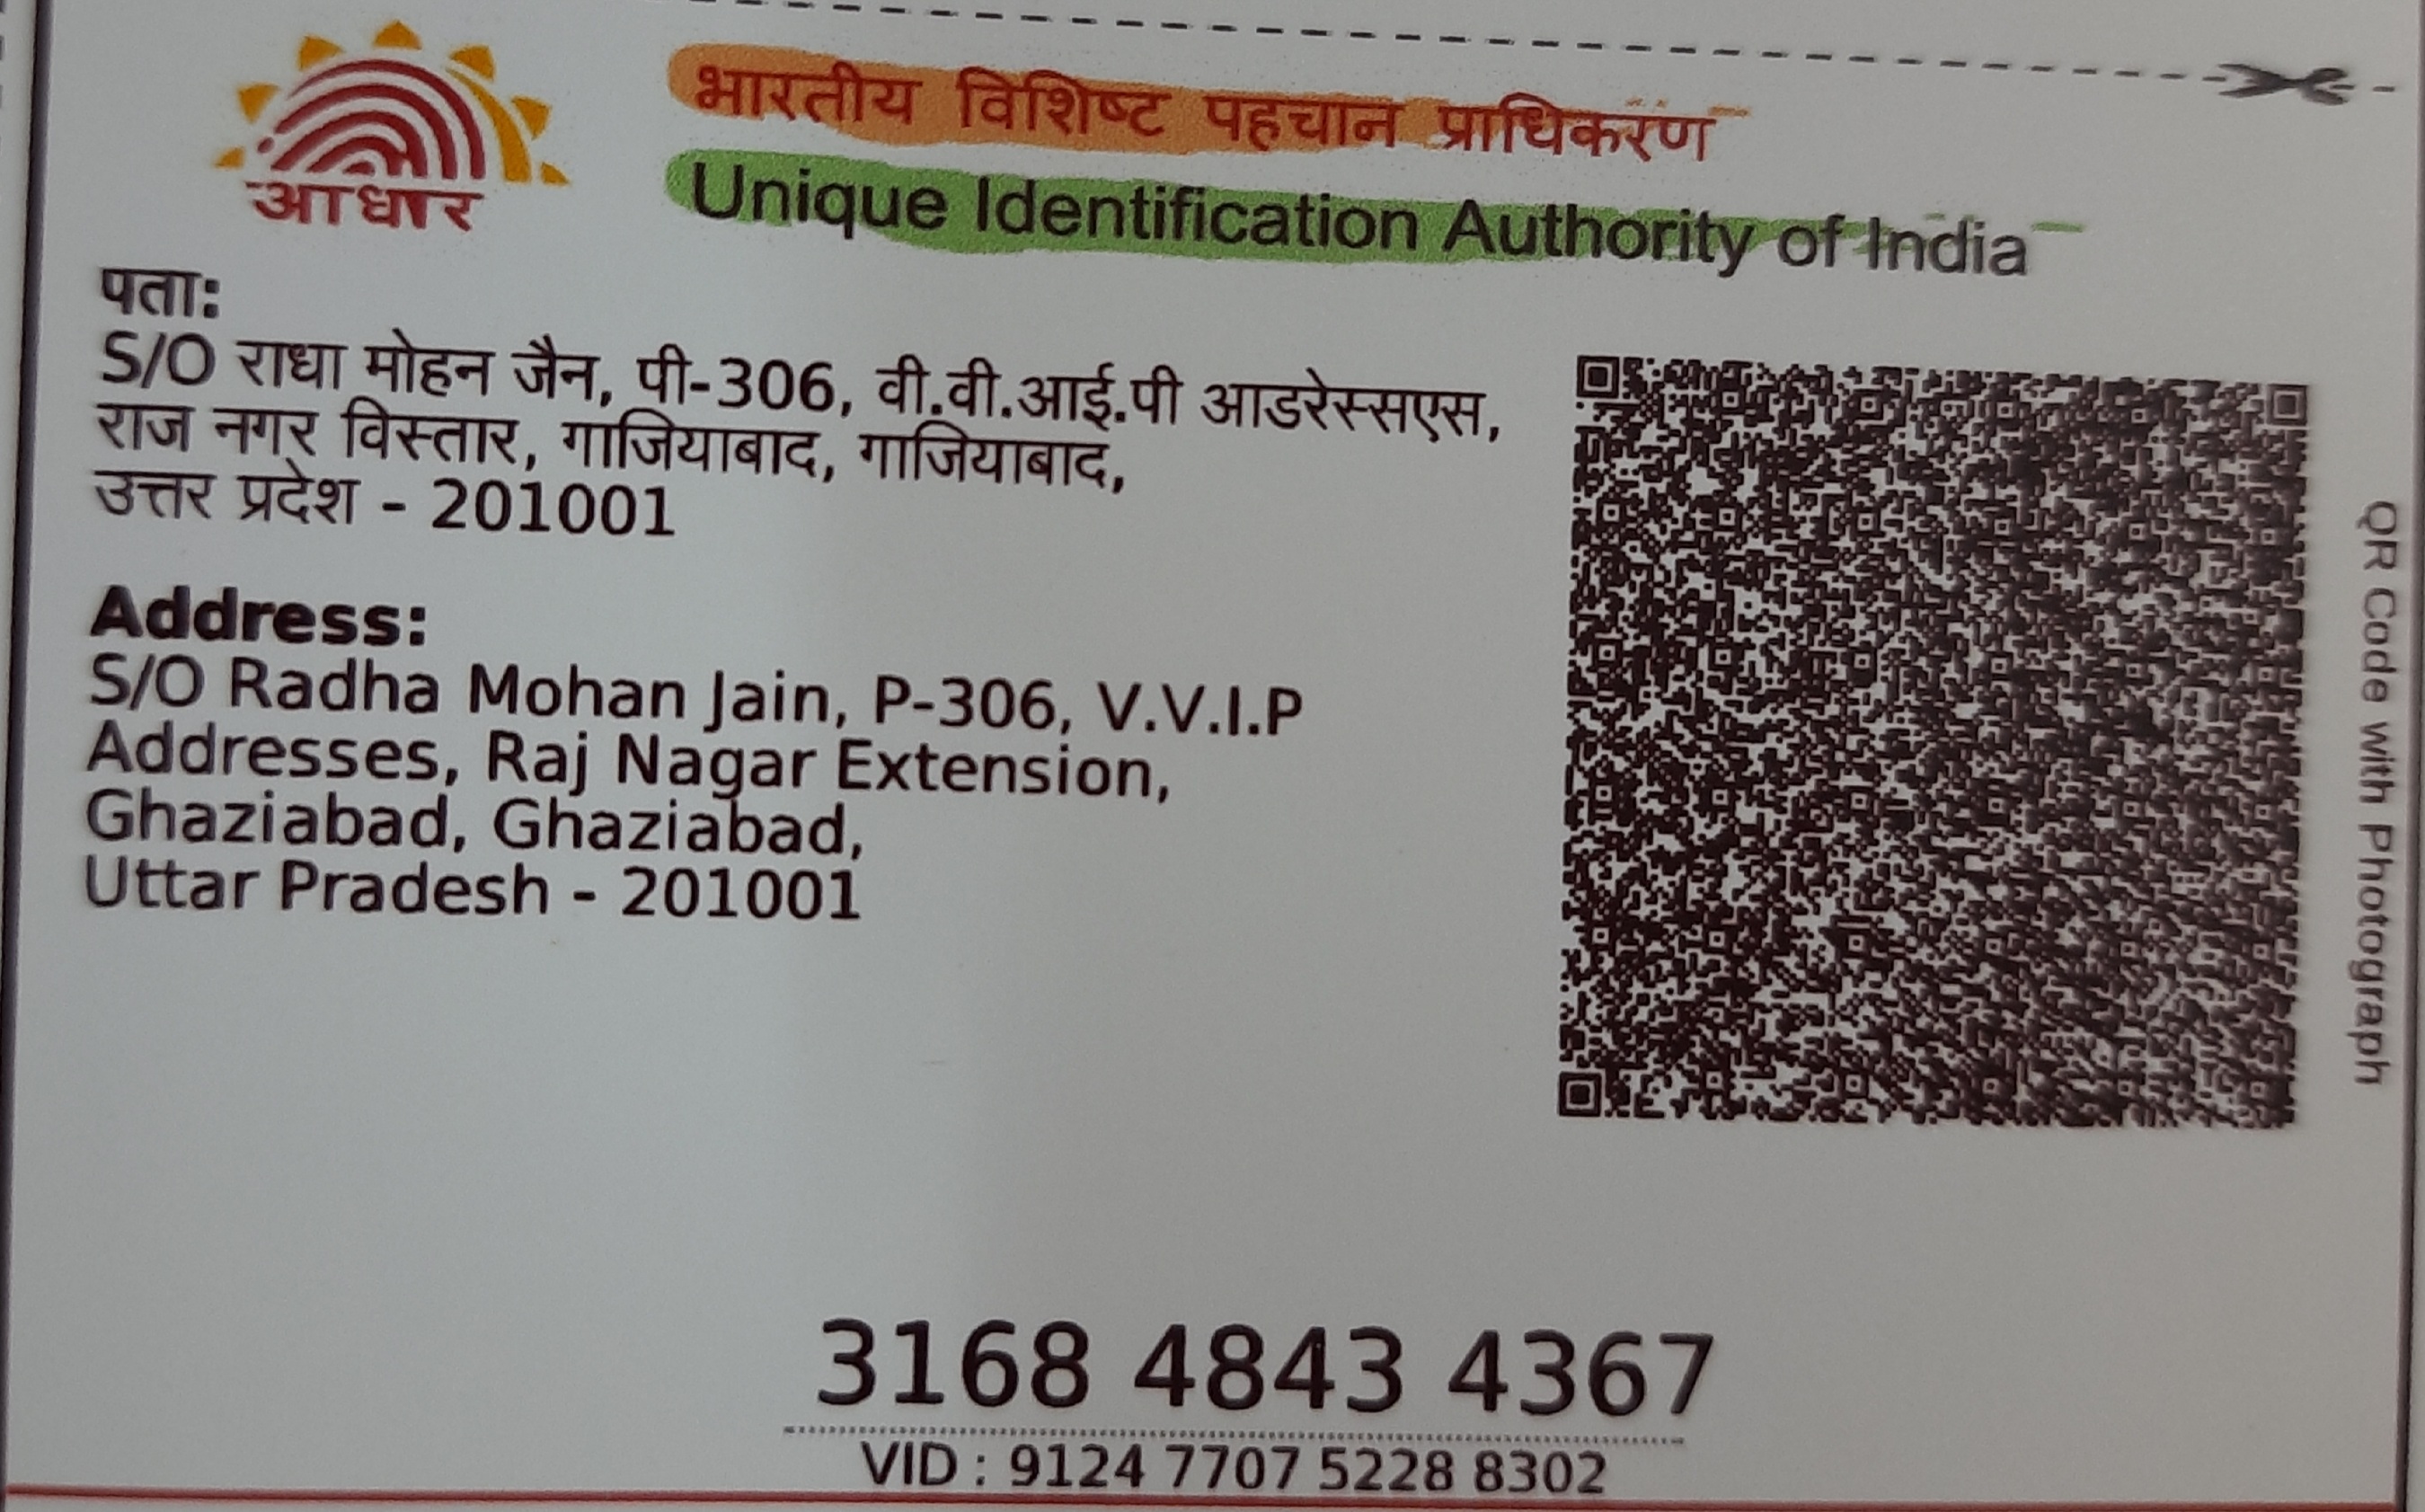 आधार
भारतीय विशिष्ट पहचान प्राधिकरण
Unique Identification Authority of India
पता:
S/O राधा मोहन जैन, पी-306, वी.वी.आई.पी आडरेस्सएस,
राज नगर विस्तार, गाजियाबाद, गाजियाबाद,
उत्तर प्रदेश - 201001
Address:
S/O Radha Mohan Jain, P-306, V.V.I.P
Addresses, Raj Nagar Extension,
Ghaziabad, Ghaziabad,
Uttar Pradesh - 201001
QR Code with Photograph
3168 4843 4367
VID : 9124 7707 5228 8302